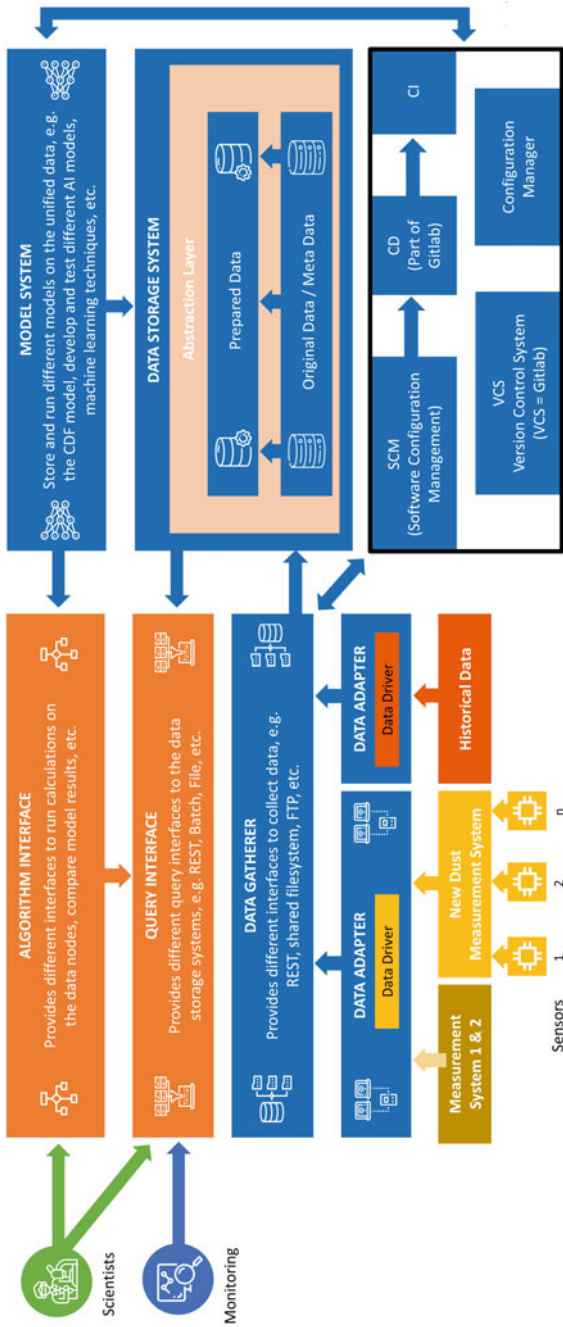 Scientists
Monitoring
ALGORITHM INTERFACE
Provides different interfaces to run calculations on
the data nodes, compare model results, etc.
QUERY INTERFACE
Provides different query interfaces to the data
storage systems, e.g. REST, Batch, File, etc.
DATA GATHERER
Provides different interfaces to collect data, e.g.
REST, shared filesystem, FTP, etc.
DATA ADAPTER
Data Driver
DATA ADAPTER
Data Driver
Measurement
System 1 & 2
New Dust
Measurement System
Historical Data
Sensors
1
2
n
MODEL SYSTEM
Store and run different models on the unified data, e.g.
the CDF model, develop and test different AI models,
machine learning techniques, etc.
DATA STORAGE SYSTEM
Abstraction Layer
Prepared Data
Original Data / Meta Data
SCM
(Software Configuration
Management)
CD
(Part of
Gitlab)
CI
VCS
Version Control System
(VCS = Gitlab)
Configuration
Manager